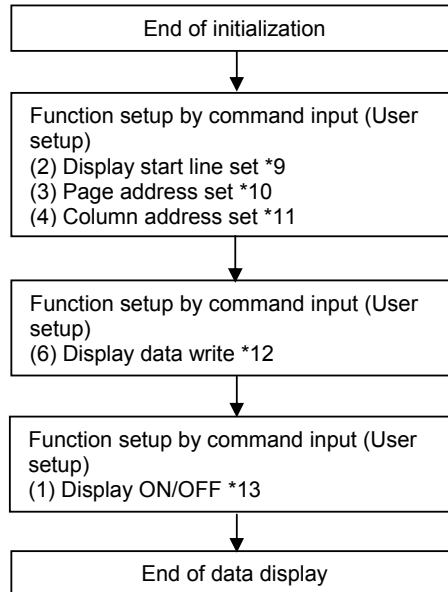 End of initialization
Function setup by command input (User
setup)
(2) Display start line set *9
(3) Page address set *10
(4) Column address set *11
Function setup by command input (User
setup)
(6) Display data write *12
Function setup by command input (User
setup)
(1) Display ON/OFF *13
End of data display